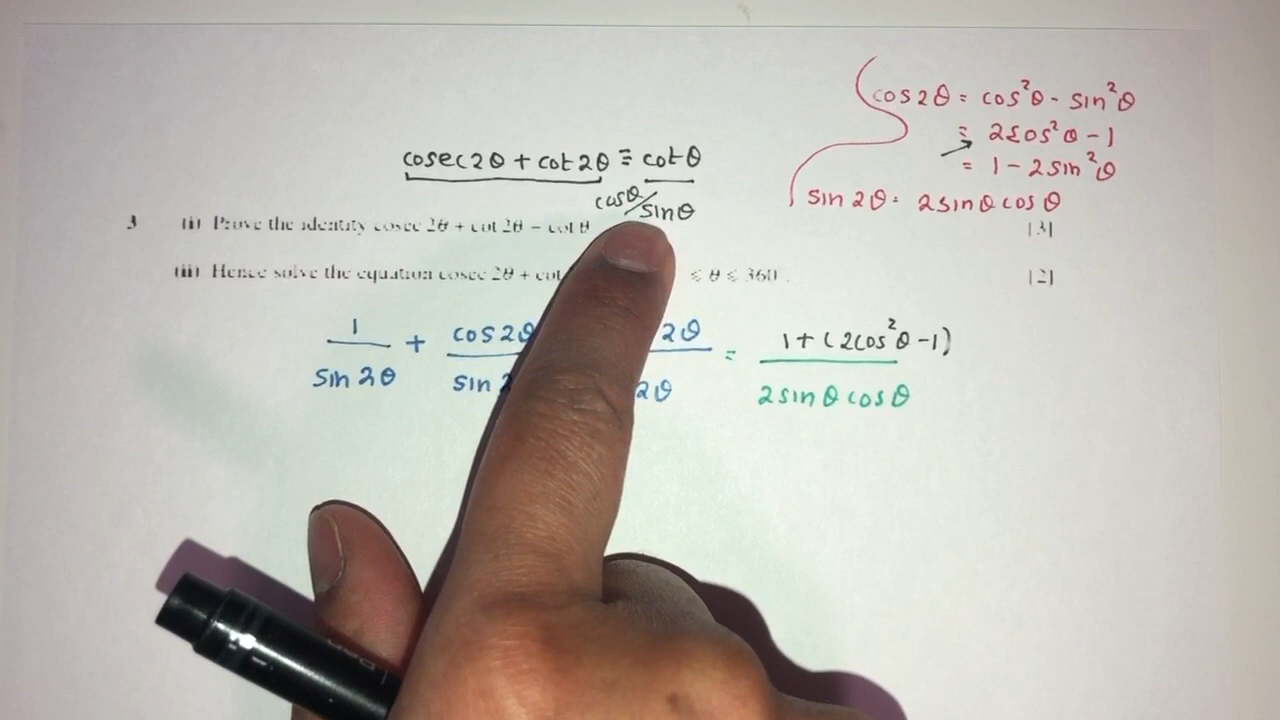 cos2θ = cos²θ - sin²θ
= 2cos²θ - 1
= 1 - 2sin²θ
sin2θ = 2sinθcosθ
cosec2θ + cot2θ ≡ cotθ
cosθ/sinθ
3 (i) Prove the identity cosec 2θ + cot 2θ = cot θ [3]
(ii) Hence solve the equation cosec 2θ + cot ≤ θ ≤ 360°. [2]
1/sin2θ + cos2θ/sin 2θ = 1+(2cos²θ-1)/2sinθcosθ